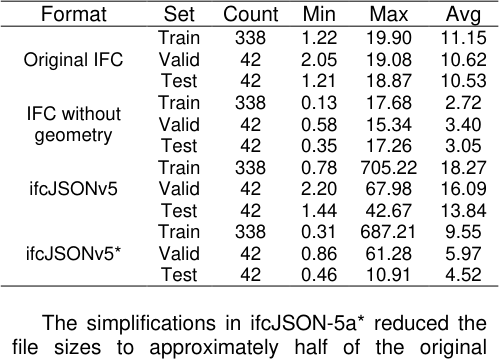 Format Set Count Min Max Avg
Original IFC
Train 338 1.22 19.90 11.15
Valid 42 2.05 19.08 10.62
Test 42 1.21 18.87 10.53
IFC without
geometry
Train 338 0.13 17.68 2.72
Valid 42 0.58 15.34 3.40
Test 42 0.35 17.26 3.05
ifcJSONv5
Train 338 0.78 705.22 18.27
Valid 42 2.20 67.98 16.09
Test 42 1.44 42.67 13.84
ifcJSONv5*
Train 338 0.31 687.21 9.55
Valid 42 0.86 61.28 5.97
Test 42 0.46 10.91 4.52
The simplifications in ifcJSON-5a* reduced the
file sizes to approximately half of the original